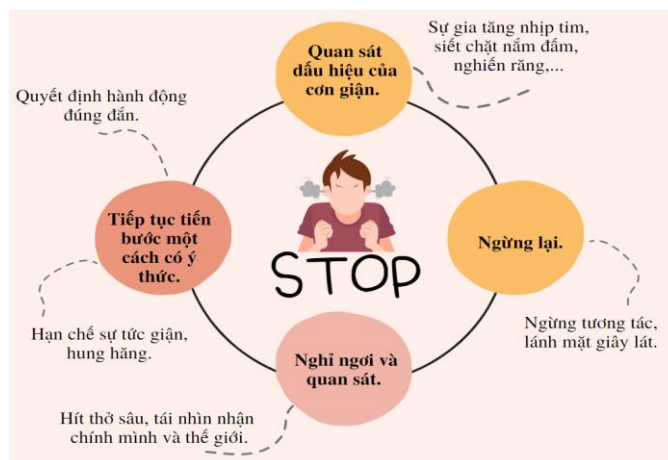 Quan sát
dấu hiệu của
cơn giận.
Sự gia tăng nhịp tim,
siết chặt nắm đấm,
nghiến răng,...
Ngừng lại.
Ngừng tương tác,
lánh mặt giây lát.
Nghỉ ngơi và
quan sát.
Hít thở sâu, tái nhìn nhận
chính mình và thế giới.
Tiếp tục tiến
bước một
cách có ý
thức.
Quyết định hành động
đúng đắn.
Hạn chế sự tức giận,
hung hăng.
STOP